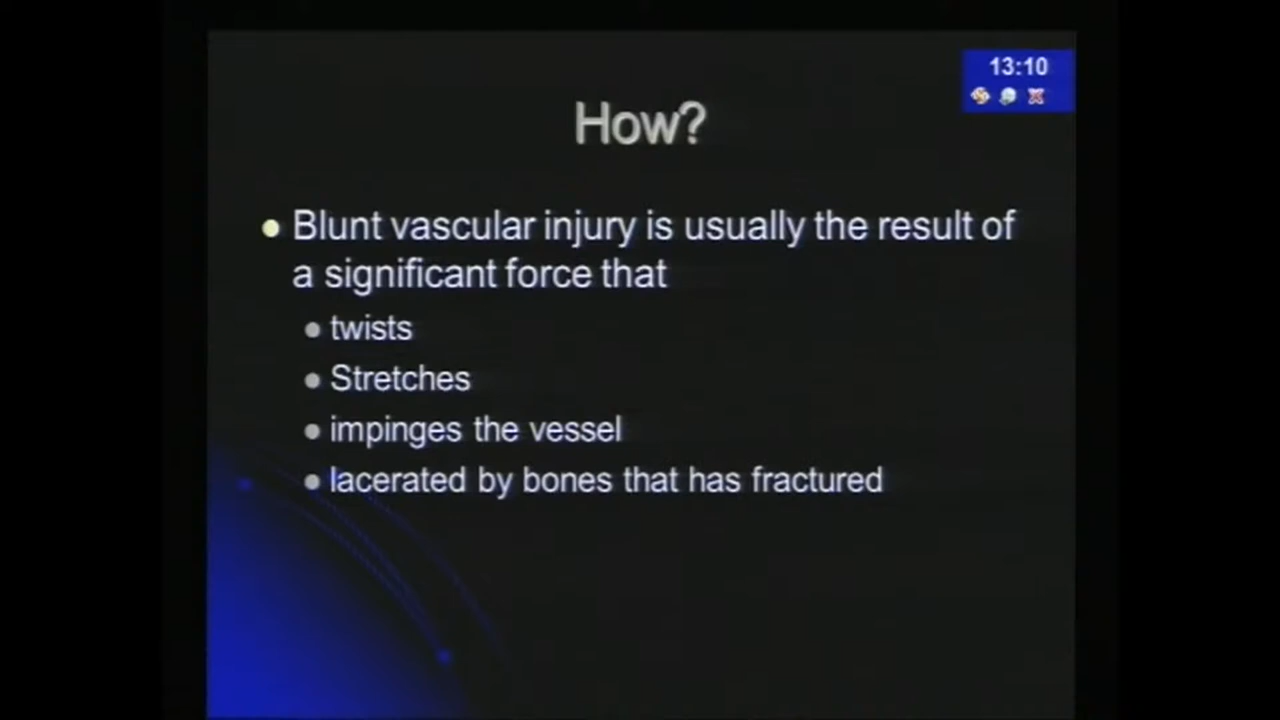 13:10
How?
Blunt vascular injury is usually the result of
a significant force that
twists
Stretches
impinges the vessel
lacerated by bones that has fractured